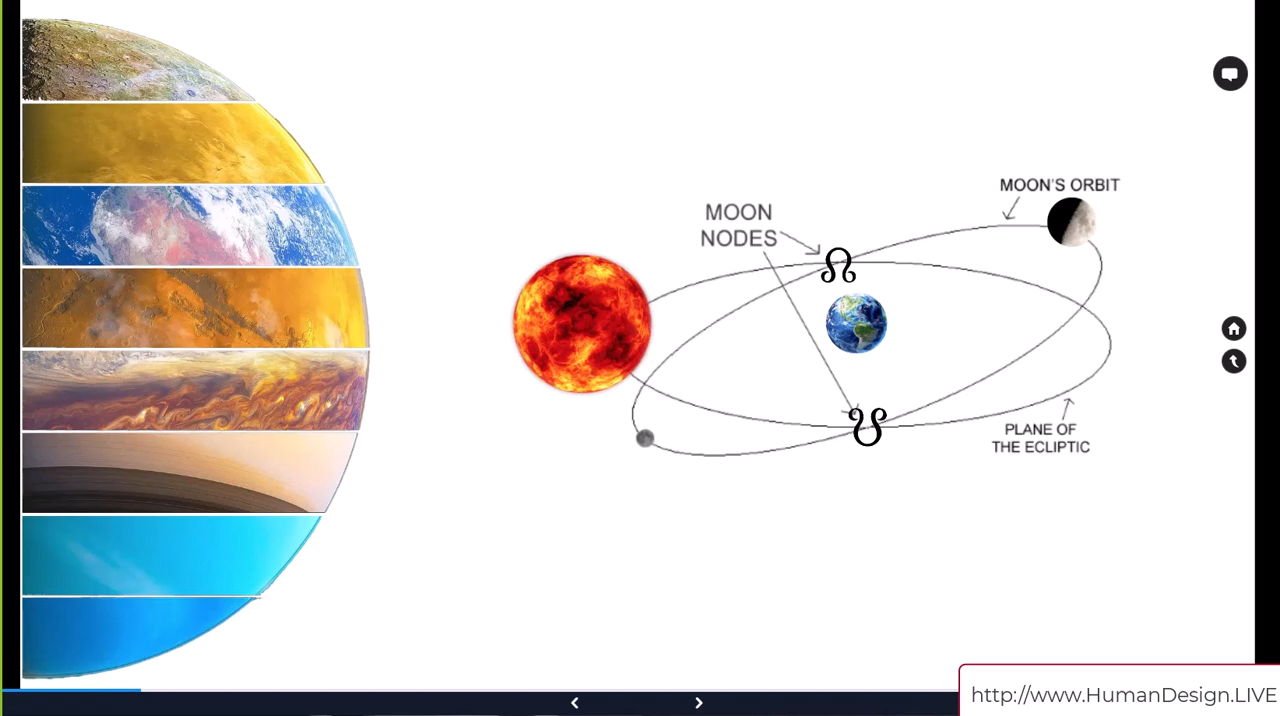 MOON'S ORBIT
MOON
NODES
☊
☋
PLANE OF
THE ECLIPTIC
http://www.HumanDesign.LIVE